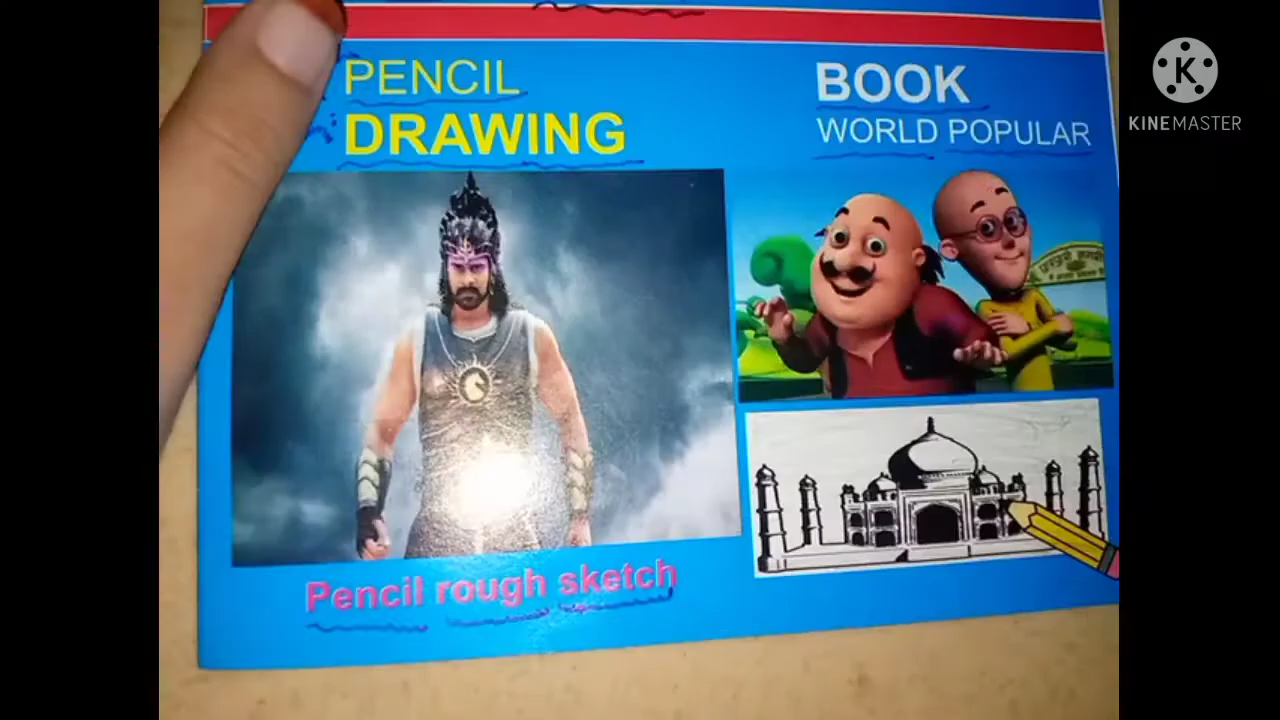 PENCIL
DRAWING
BOOK
WORLD POPULAR
Pencil rough sketch
K
KINEMASTER